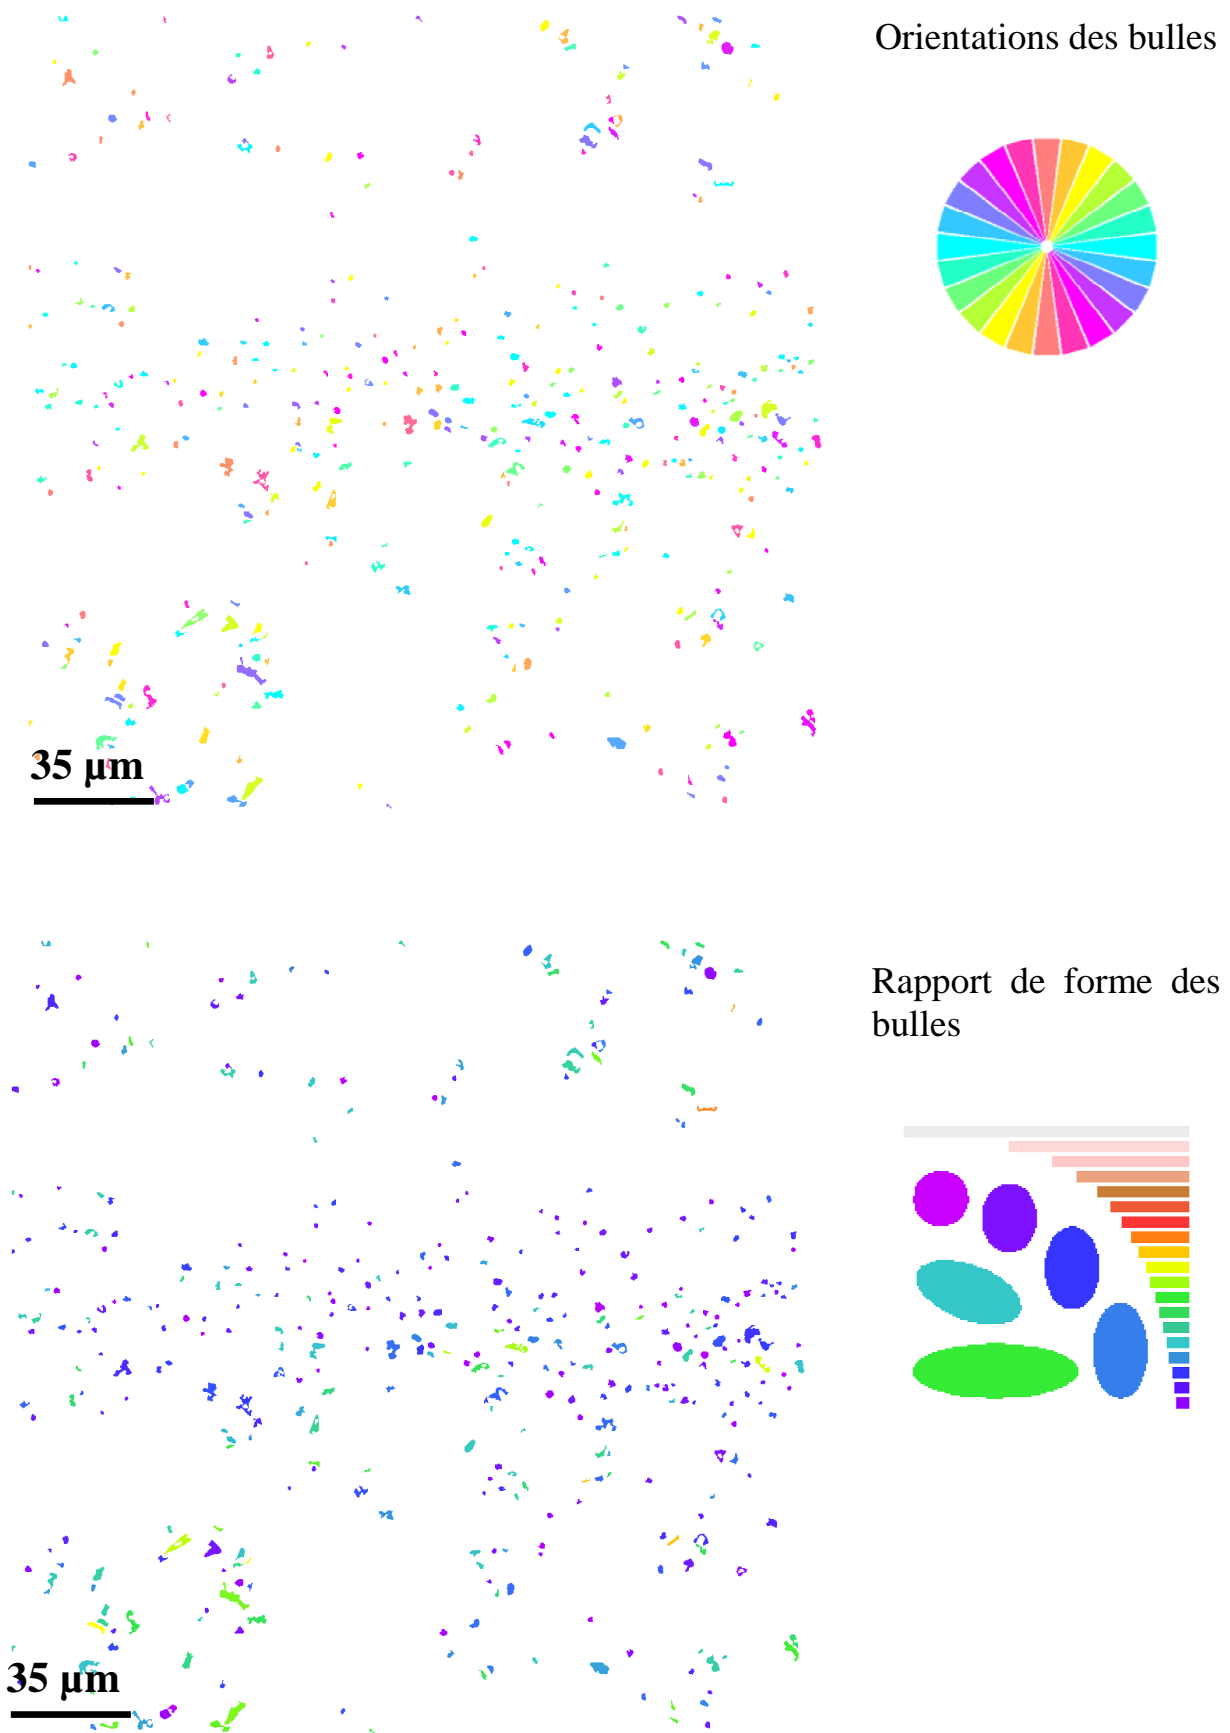 Orientations des bulles
35 µm
Rapport de forme des
bulles
35 µm